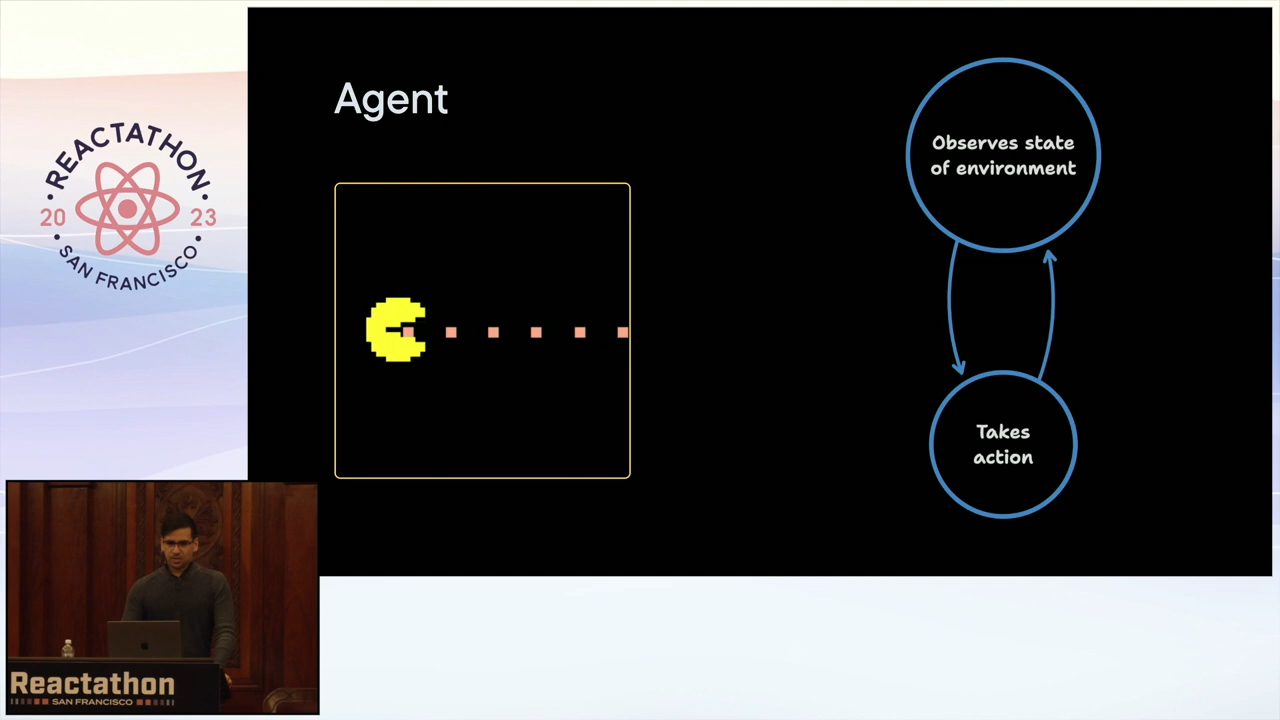 REACTATHON
20 23
SAN FRANCISCO
Agent
Observes state
of environment
Takes
action
Reactathon
SAN FRANCISCO